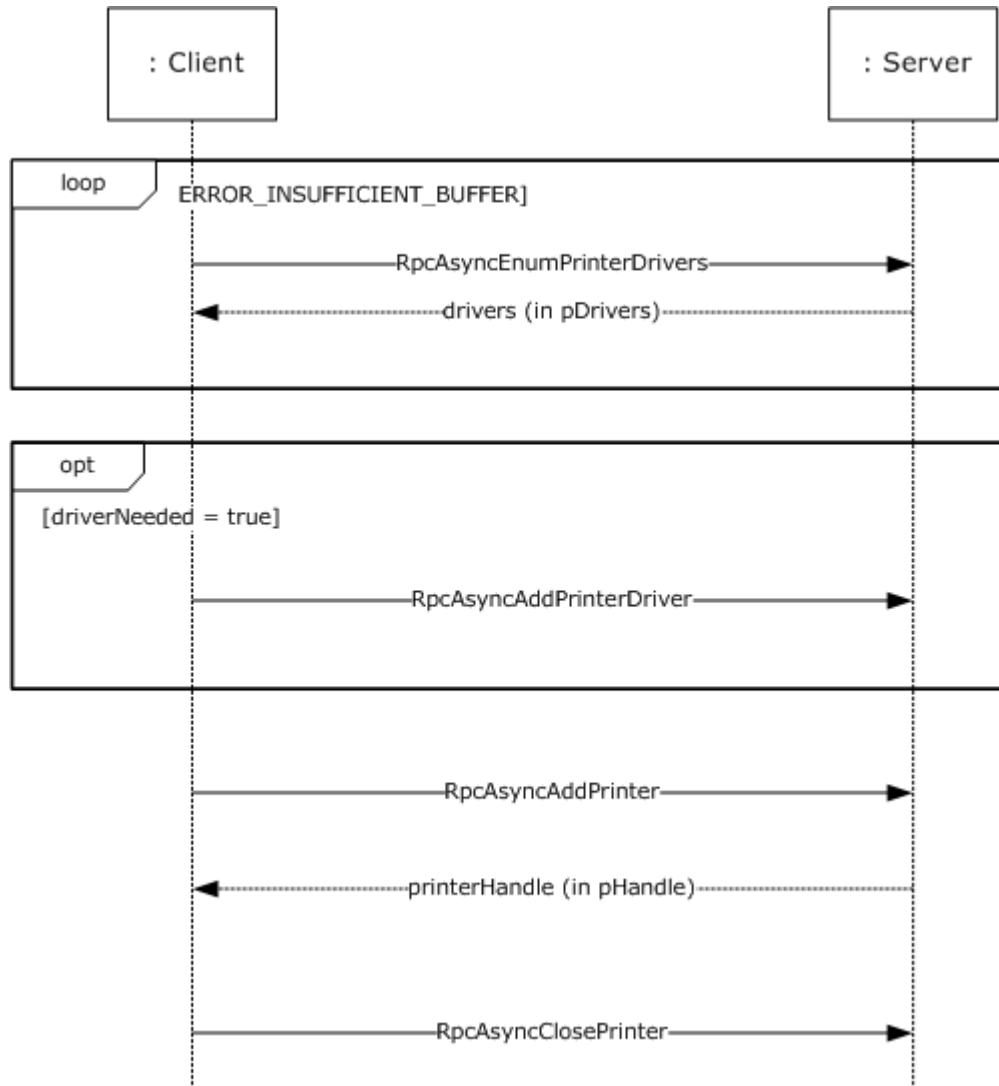 : Client
: Server
loop
ERROR_INSUFFICIENT_BUFFER]
RpcAsyncEnumPrinterDrivers
drivers (in pDrivers)
opt
[driverNeeded = true]
RpcAsyncAddPrinterDriver
RpcAsyncAddPrinter
printerHandle (in pHandle)
RpcAsyncClosePrinter